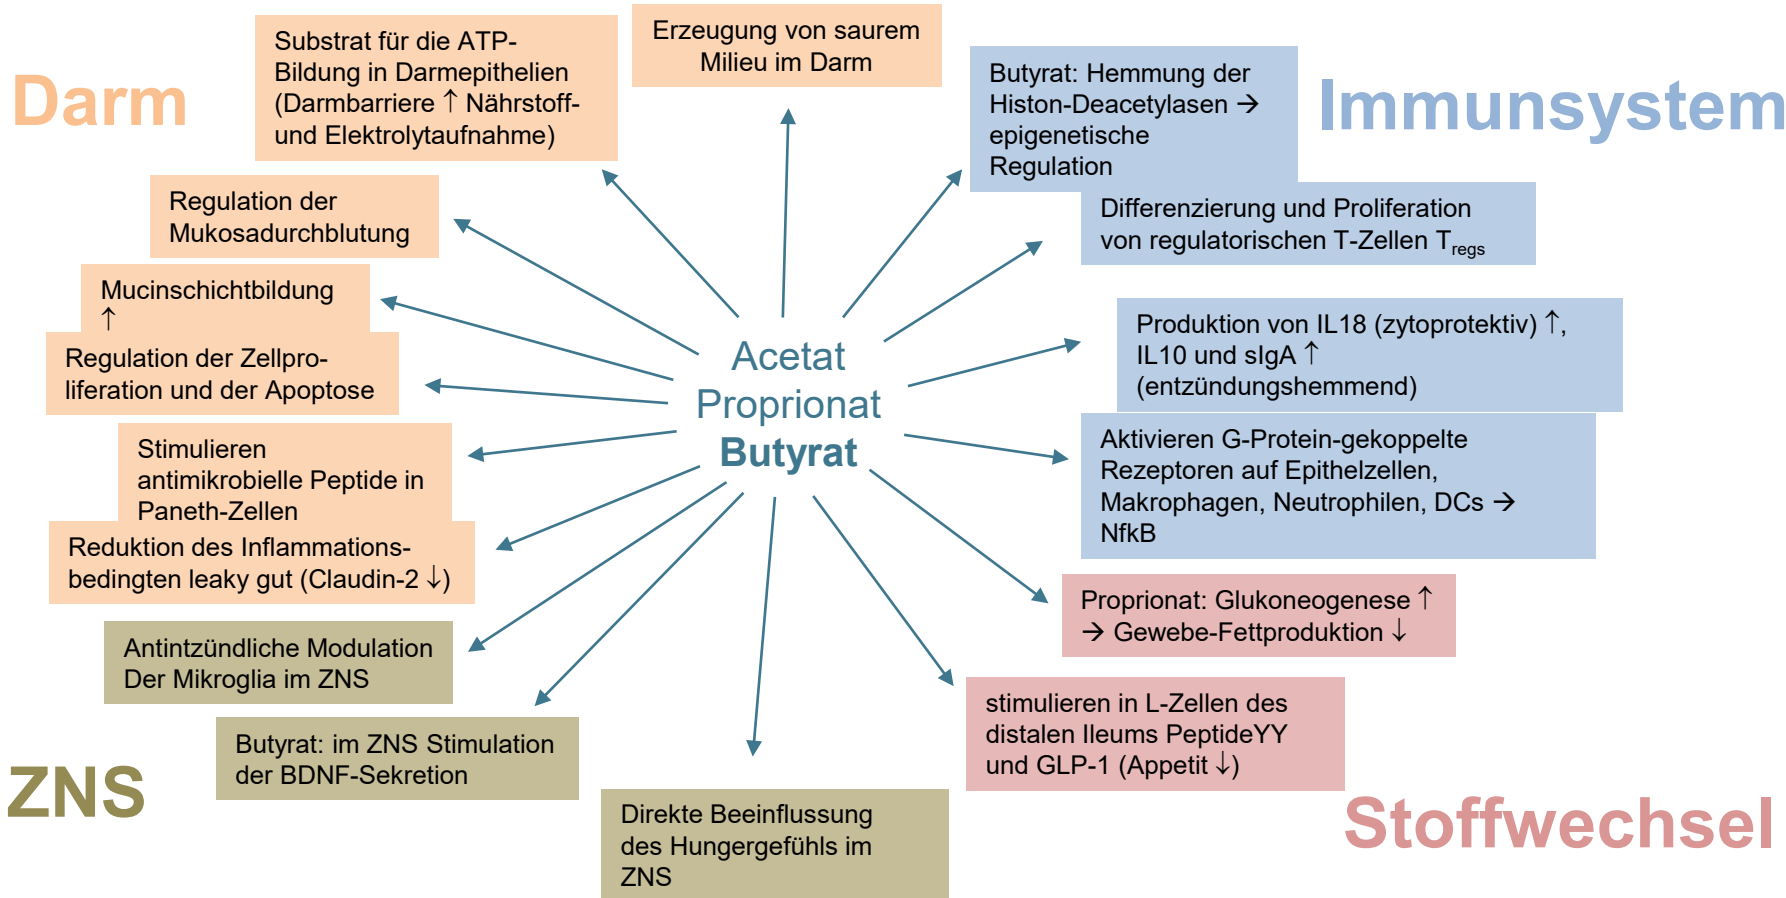 Darm
Substrat für die ATP-
Bildung in Darmepithelien
(Darmbarriere ↑ Nährstoff-
und Elektrolytaufnahme)
Erzeugung von saurem
Milieu im Darm
Butyrat: Hemmung der
Histon-Deacetylasen →
epigenetische
Regulation
Immunsystem
Regulation der
Mukosadurchblutung
Differenzierung und Proliferation
von regulatorischen T-Zellen Tregs
Mucinschichtbildung
↑
Produktion von IL18 (zytoprotektiv) ↑,
IL10 und sIgA ↑
(entzündungshemmend)
Regulation der Zellpro-
liferation und der Apoptose
Acetat
Proprionat
Butyrat
Stimulieren
antimikrobielle Peptide in
Paneth-Zellen
Aktivieren G-Protein-gekoppelte
Rezeptoren auf Epithelzellen,
Makrophagen, Neutrophilen, DCs →
NfkB
Reduktion des Inflammations-
bedingten leaky gut (Claudin-2 ↓)
Proprionat: Glukoneogenese ↑
→ Gewebe-Fettproduktion ↓
Antintzündliche Modulation
Der Mikroglia im ZNS
stimulieren in L-Zellen des
distalen Ileums PeptideYY
und GLP-1 (Appetit ↓)
Butyrat: im ZNS Stimulation
der BDNF-Sekretion
ZNS
Direkte Beeinflussung
des Hungergefühls im
ZNS
Stoffwechsel